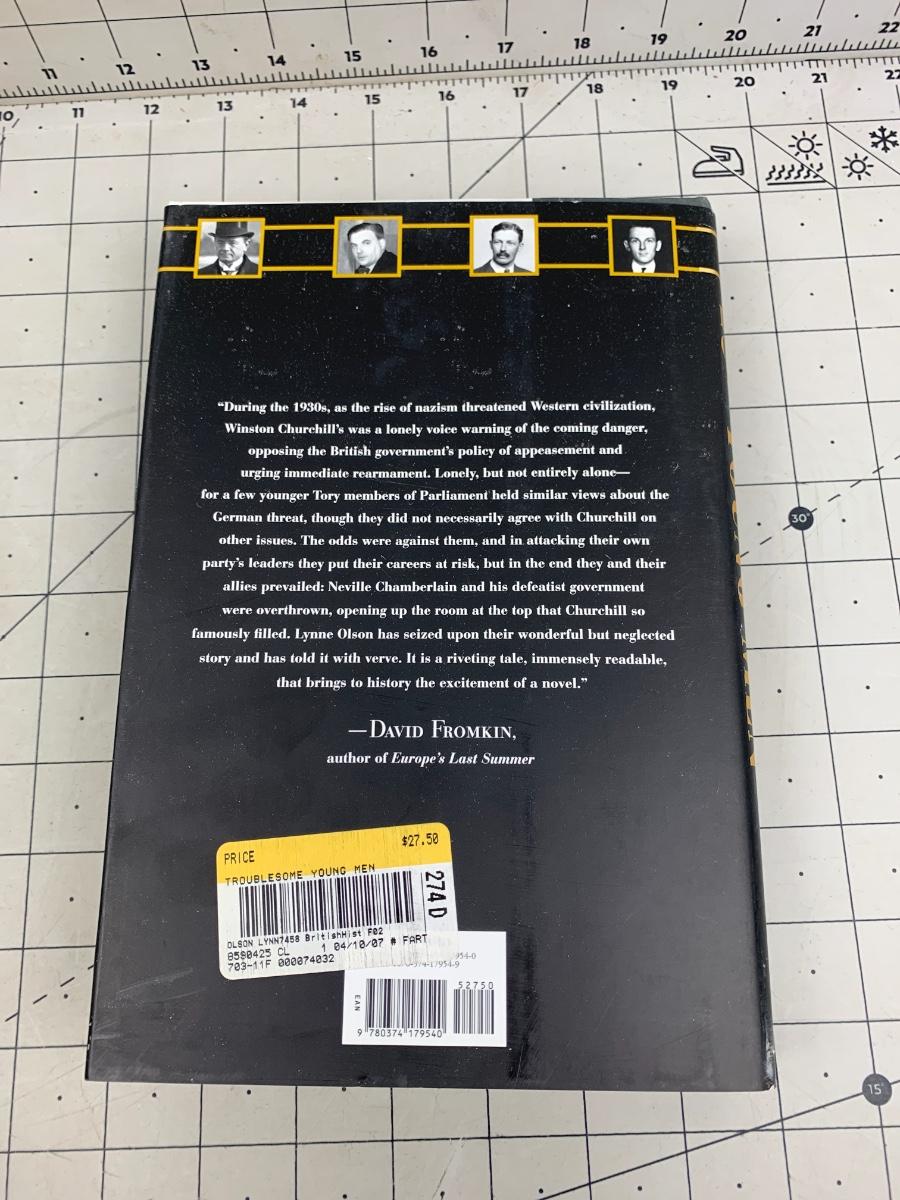 11 12 13 14 15 16 17 18 19 20 21 22
10 11 12 13 14 15 16 17 18 19 20 21 22
“During the 1930s, as the rise of nazism threatened Western civilization,
Winston Churchill’s was a lonely voice warning of the coming danger,
opposing the British government’s policy of appeasement and
urging immediate rearmament. Lonely, but not entirely alone—
for a few younger Tory members of Parliament held similar views about the
German threat, though they did not necessarily agree with Churchill on
other issues. The odds were against them, and in attacking their own
party’s leaders they put their careers at risk, but in the end they and their
allies prevailed: Neville Chamberlain and his defeatist government
were overthrown, opening up the room at the top that Churchill so
famously filled. Lynne Olson has seized upon their wonderful but neglected
story and has told it with verve. It is a riveting tale, immensely readable,
that brings to history the excitement of a novel.”
—DAVID FROMKIN,
author of Europe’s Last Summer
30°
PRICE $27.50
TROUBLESOME YOUNG MEN
274 D
OLSON LYNN7458 BritishHist F02
8580425 CL 1 04/10/07 # FART
703-11F 000074032
954-0
17954-9
52750
EAN
9 780374 179540
15°